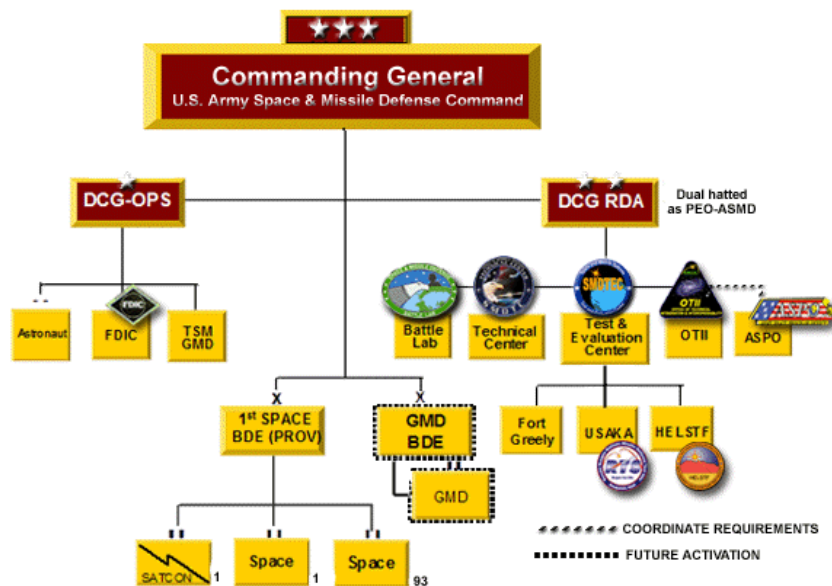 Commanding General
U.S. Army Space & Missile Defense Command
DCG-OPS
DCG RDA
Dual hatted
as PEO-ASMD
Astronaut
FDIC
FDIC
TSM
GMD
Battle
Lab
Technical
Center
SMDTEC
Test &
Evaluation
Center
OTII
OTII
ASPO
X
1st SPACE
BDE (PROV)
X
GMD
BDE
GMD
Fort
Greely
USAKA
RTS
HELSTF
HELSTF
SATCON
1
Space
1
Space
93
COORDINATE REQUIREMENTS
FUTURE ACTIVATION